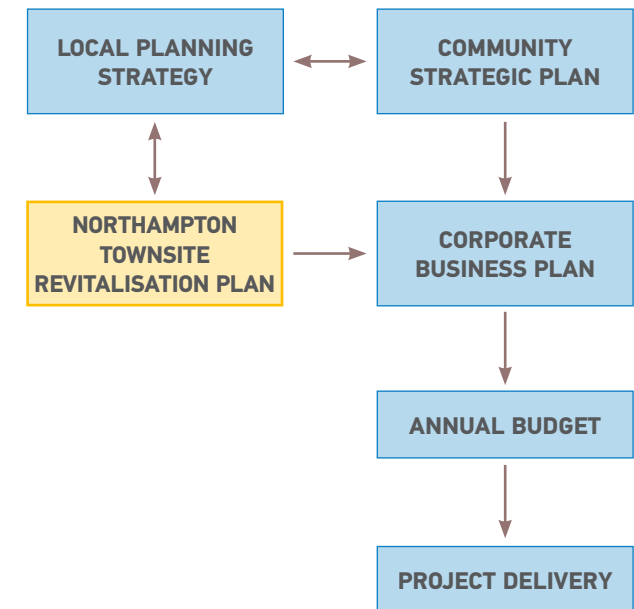 LOCAL PLANNING
STRATEGY
COMMUNITY
STRATEGIC PLAN
NORTHAMPTON
TOWNSITE
REVITALISATION PLAN
CORPORATE
BUSINESS PLAN
ANNUAL BUDGET
PROJECT DELIVERY